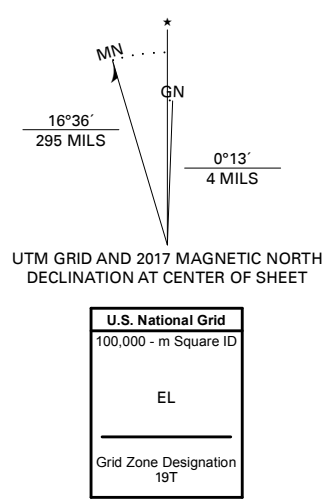 MN
GN
16°36´
295 MILS
0°13´
4 MILS
UTM GRID AND 2017 MAGNETIC NORTH
DECLINATION AT CENTER OF SHEET
U.S. National Grid
100,000 - m Square ID
EL
Grid Zone Designation
19T